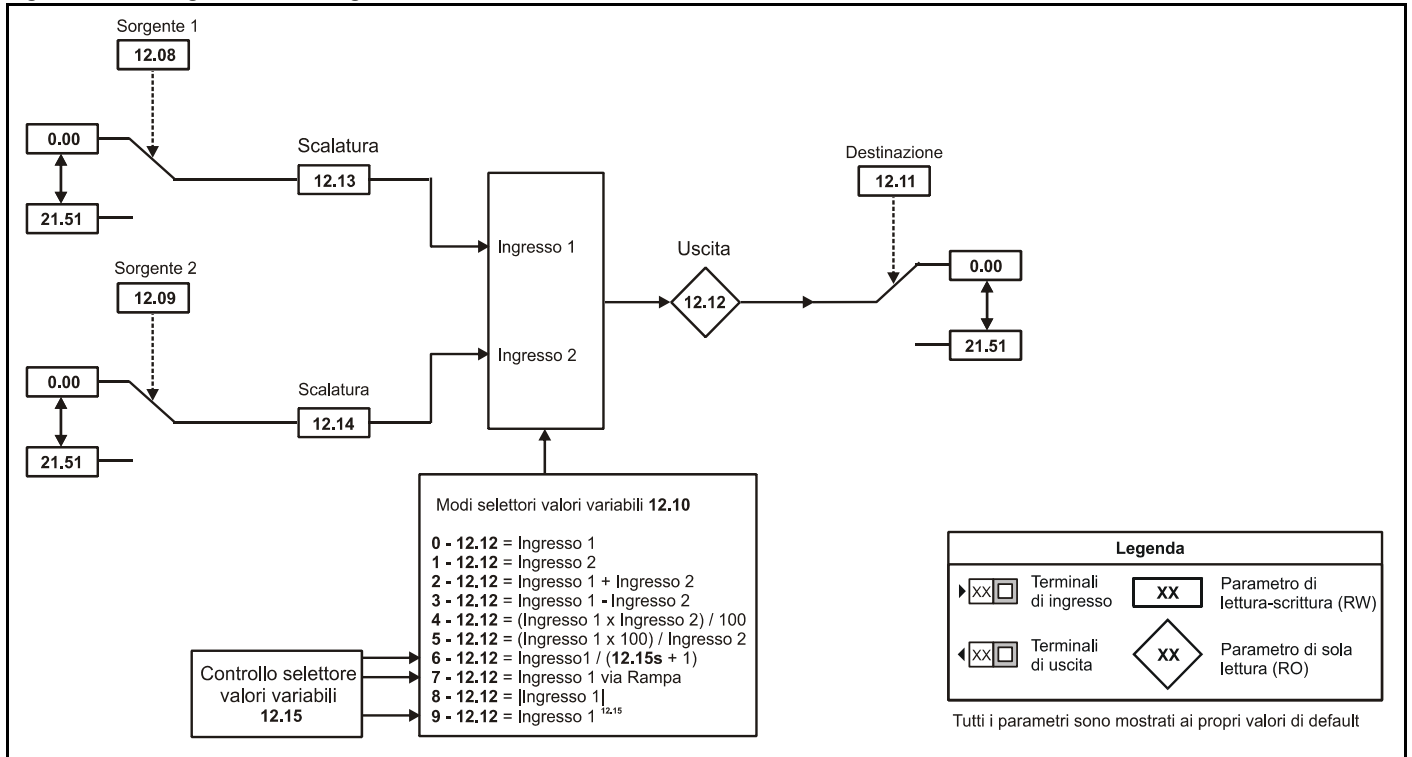 Sorgente 1
12.08
0.00
21.51
Scalatura
12.13
Sorgente 2
12.09
0.00
21.51
Scalatura
12.14
Ingresso 1
Ingresso 2
Uscita
12.12
Destinazione
12.11
0.00
21.51
Modi selettori valori variabili 12.10
0 - 12.12 = Ingresso 1
1 - 12.12 = Ingresso 2
2 - 12.12 = Ingresso 1 + Ingresso 2
3 - 12.12 = Ingresso 1 - Ingresso 2
4 - 12.12 = (Ingresso 1 x Ingresso 2) / 100
5 - 12.12 = (Ingresso 1 x 100) / Ingresso 2
6 - 12.12 = Ingresso1 / (12.15s + 1)
7 - 12.12 = Ingresso 1 via Rampa
8 - 12.12 = |Ingresso 1|
9 - 12.12 = Ingresso 1 12.15
Controllo selettore
valori variabili
12.15
Legenda
XX
Terminali
di ingresso
XX
Parametro di
lettura-scrittura (RW)
XX
Terminali
di uscita
XX
Parametro di sola
lettura (RO)
Tutti i parametri sono mostrati ai propri valori di default